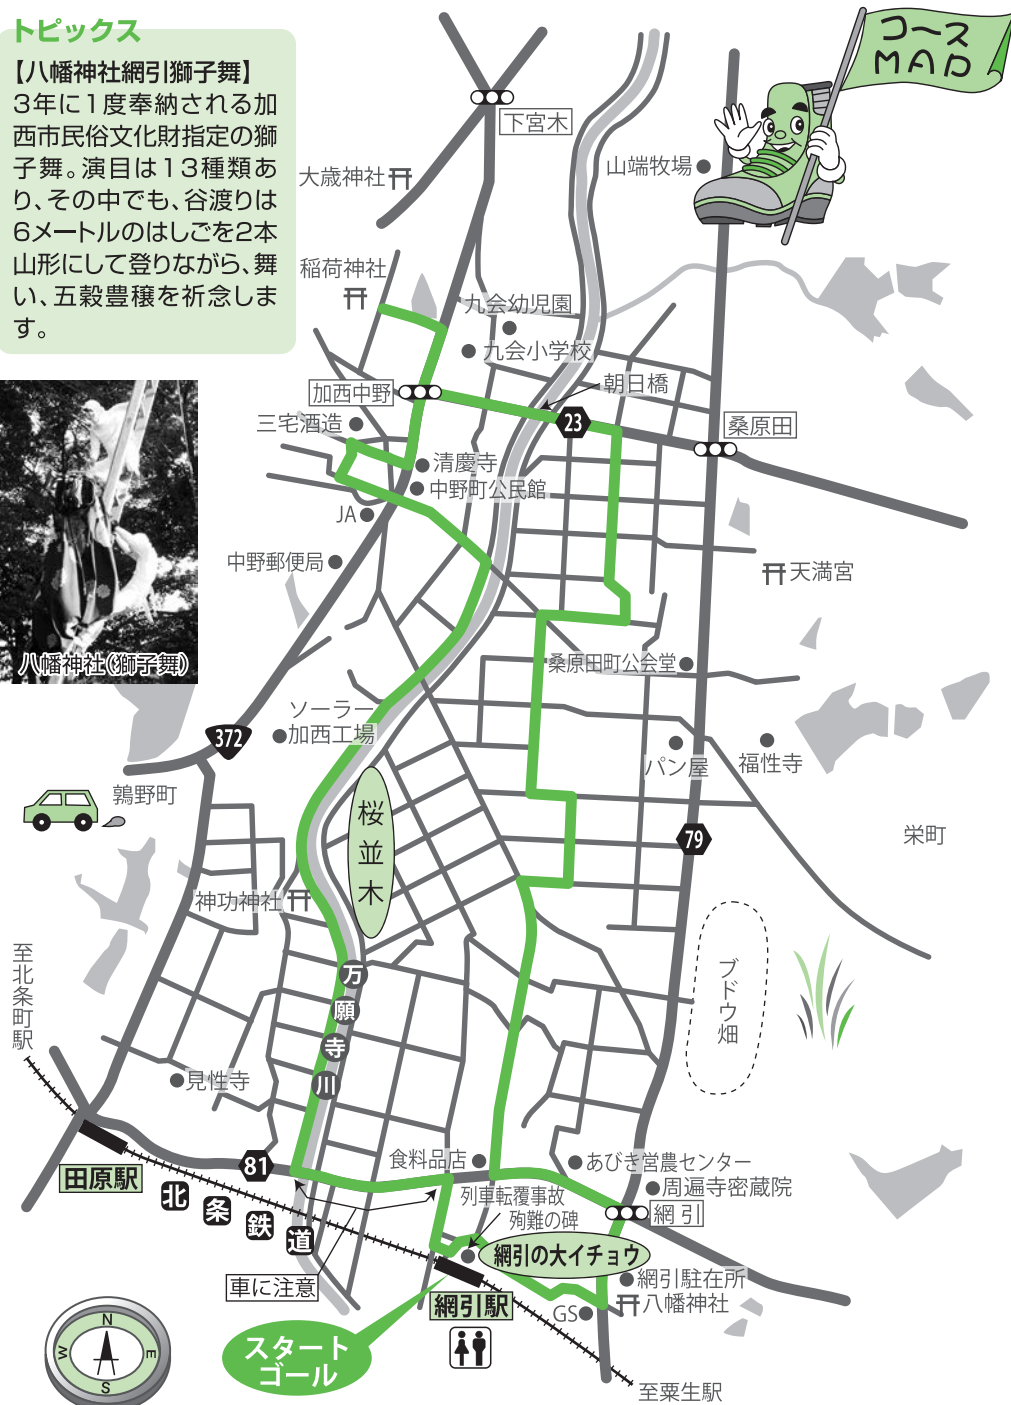 トピックス
【八幡神社網引獅子舞】
3年に1度奉納される加
西市民俗文化財指定の獅
子舞。演目は13種類あ
り、その中でも、谷渡りは
6メートルのはしごを2本
山形にして登りながら、舞
い、五穀豊穣を祈念しま
す。
八幡神社(獅子舞)
コース
MAP
下宮木
大歳神社
山端牧場
稲荷神社
九会幼児園
九会小学校
加西中野
朝日橋
三宅酒造
23
桑原田
清慶寺
中野町公民館
JA
中野郵便局
天満宮
桑原田町公会堂
ソーラー
加西工場
372
パン屋
福性寺
鶉野町
桜並木
79
栄町
神功神社
至北条町駅
万願寺川
ブドウ畑
見性寺
81
食料品店
あびき営農センター
田原駅
周遍寺密蔵院
列車転覆事故
殉難の碑
網引
北条鉄道
網引の大イチョウ
車に注意
網引駐在所
網引駅
八幡神社
GS
スタート
ゴール
至粟生駅
N
W
E
S